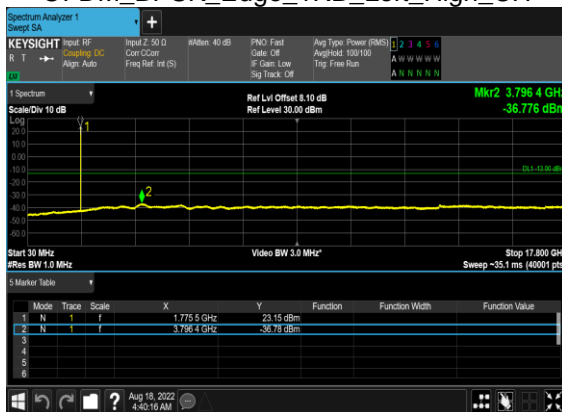 Spectrum Analyzer 1
Swept SA
KEYSIGHT
R T
LXI
Input: RF
Coupling: DC
Align: Auto
Input Z: 50 Ω
Corr CCorr
Freq Ref: Int (S)
#Atten: 40 dB
PNO: Fast
Gate: Off
IF Gain: Low
Sig Track: Off
Avg Type: Power (RMS)
Avg|Hold: 100/100
Trig: Free Run
1 2 3 4 5 6
A W W W W W
A N N N N N
1 Spectrum
Scale/Div 10 dB
Ref Lvl Offset 8.10 dB
Ref Level 30.00 dBm
Mkr2 3.796 4 GHz
-36.776 dBm
Log
20.0
10.0
0.00
-10.0
-20.0
-30.0
-40.0
-50.0
-60.0
1
2
DL1 -13.00 dBm
Start 30 MHz
#Res BW 1.0 MHz
Video BW 3.0 MHz*
Stop 17.800 GHz
Sweep ~35.1 ms (40001 pts)
5 Marker Table
Mode Trace Scale X Y Function Function Width Function Value
1 N 1 f 1.775 5 GHz 23.15 dBm
2 N 1 f 3.796 4 GHz -36.78 dBm
3
4
5
6
Aug 18, 2022
4:40:16 AM